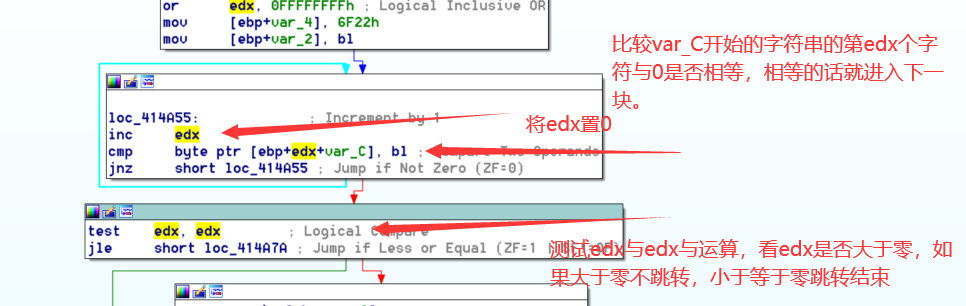 or edx, 0FFFFFFFFh ; Logical Inclusive OR
mov [ebp+var_4], 6F22h
mov [ebp+var_2], bl
比较var_C开始的字符串的第edx个字
符与0是否相等，相等的话就进入下一
块。
loc_414A55: ; Increment by 1
将edx置0
inc edx
cmp byte ptr [ebp+edx+var_C], bl ; Two Operands
jnz short loc_414A55 ; Jump if Not Zero (ZF=0)
test edx, edx ; Logical Compare
jle short loc_414A7A ; Jump if Less or Equal (ZF=1
测试edx与edx与运算，看edx是否大于零，如
果大于零不跳转，小于等于零跳转结束